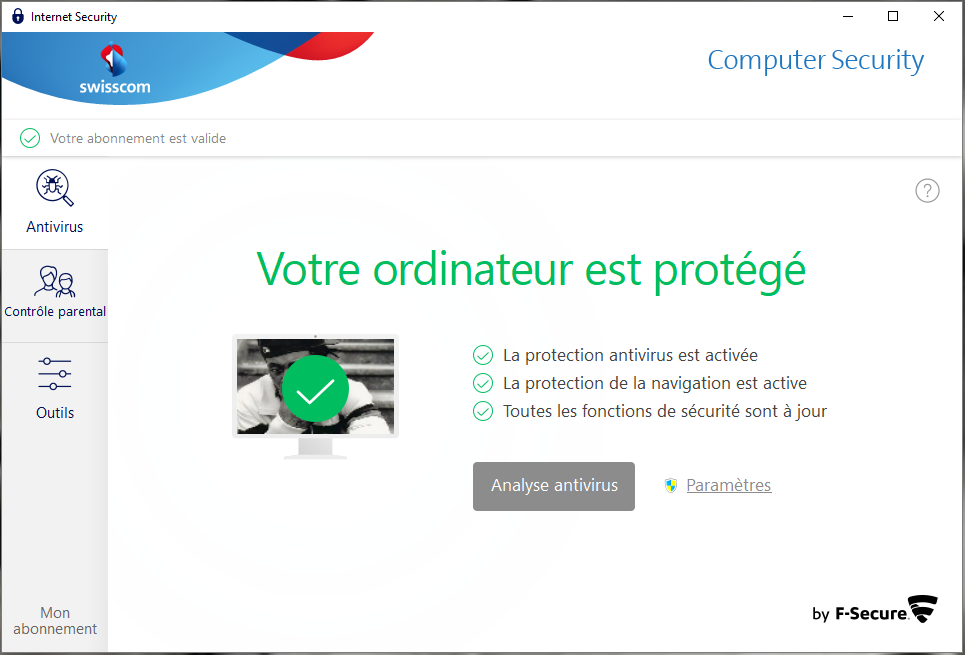 Internet Security
swisscom
Computer Security
Votre abonnement est valide
Antivirus
Contrôle parental
Outils
Mon
abonnement
?
Votre ordinateur est protégé
La protection antivirus est activée
La protection de la navigation est active
Toutes les fonctions de sécurité sont à jour
Analyse antivirus
Paramètres
by F-Secure.